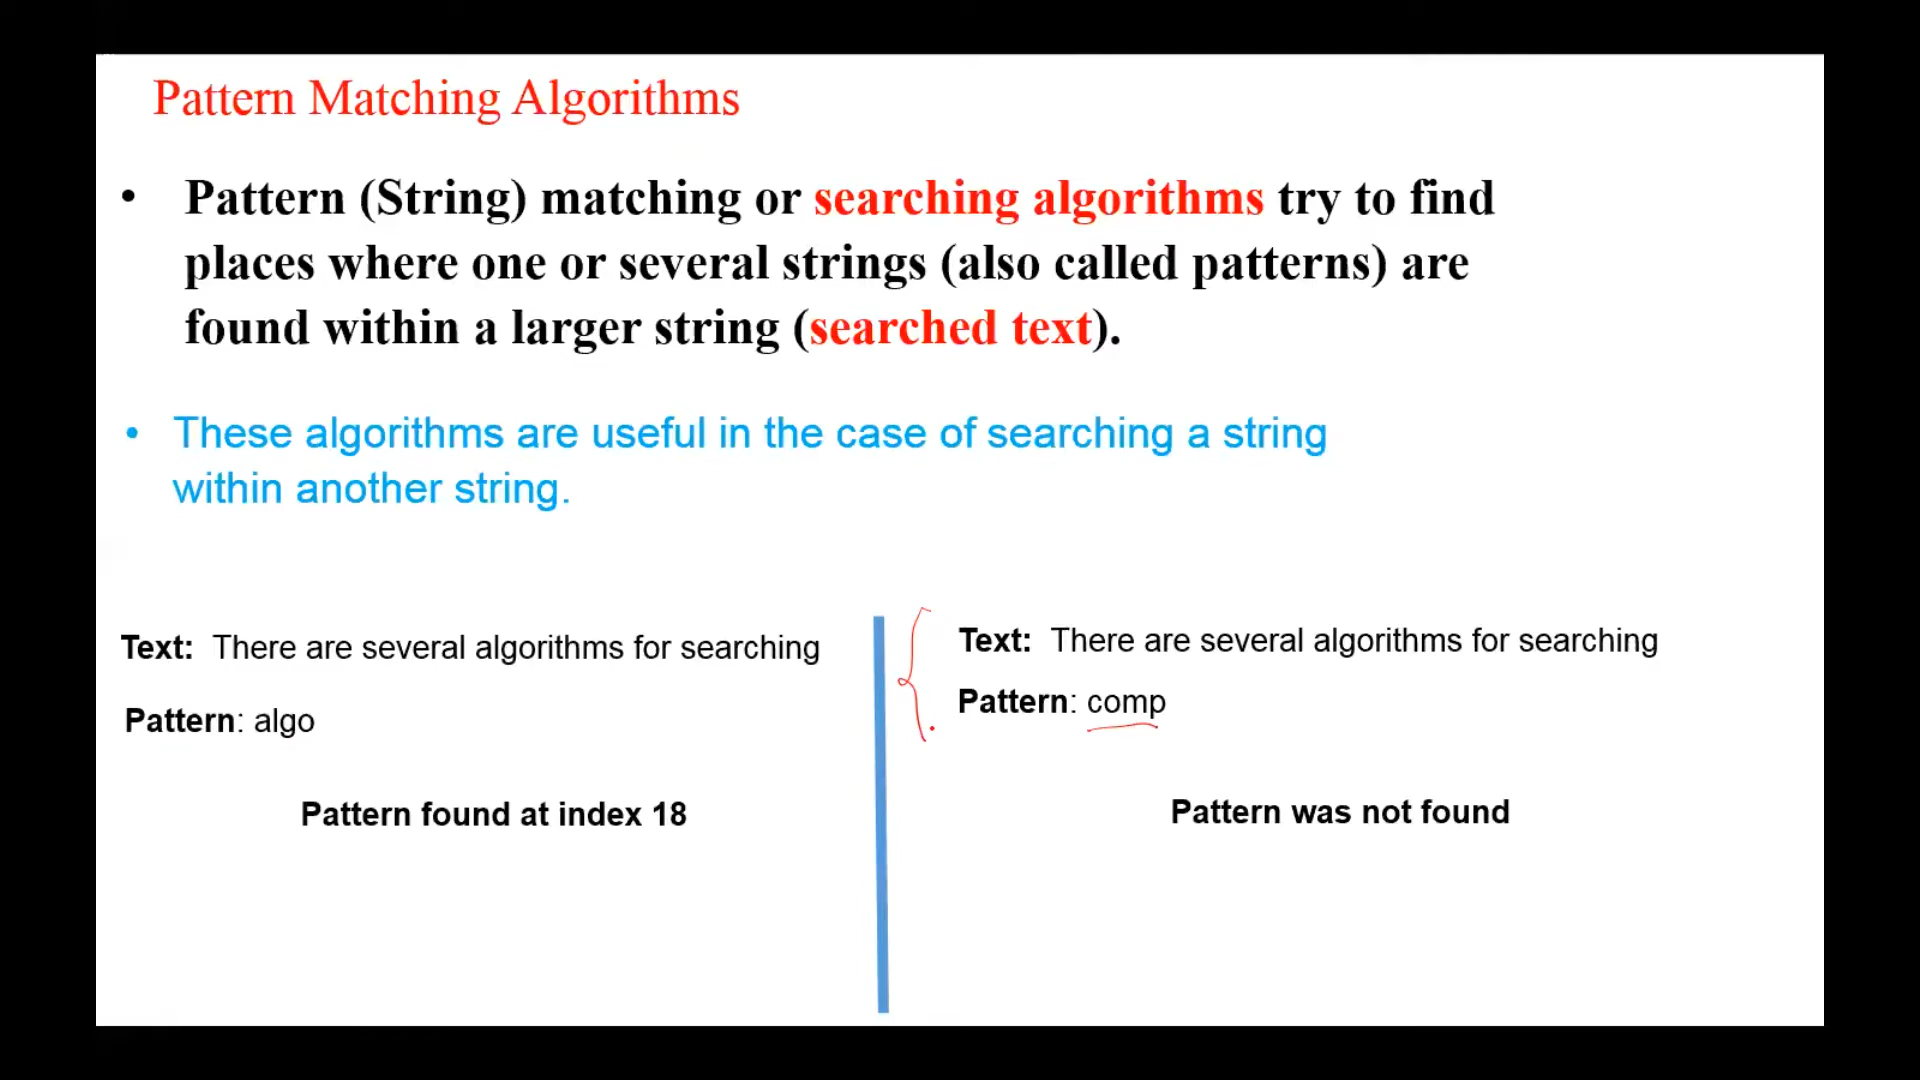 Pattern Matching Algorithms
• Pattern (String) matching or searching algorithms try to find
places where one or several strings (also called patterns) are
found within a larger string (searched text).
• These algorithms are useful in the case of searching a string
within another string.
Text: There are several algorithms for searching
Pattern: algo
Pattern found at index 18
Text: There are several algorithms for searching
Pattern: comp
Pattern was not found